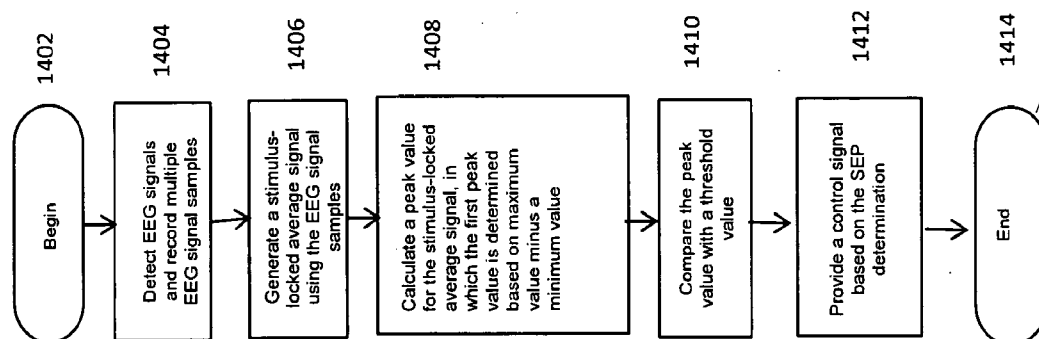 1402
Begin
1404
Detect EEG signals
and record multiple
EEG signal samples
1406
Generate a stimulus-
locked average signal
using the EEG signal
samples
1408
Calculate a peak value
for the stimulus-locked
average signal, in
which the first peak
value is determined
based on maximum
value minus a
minimum value
1410
Compare the peak
value with a threshold
value
1412
Provide a control signal
based on the SEP
determination
1414
End